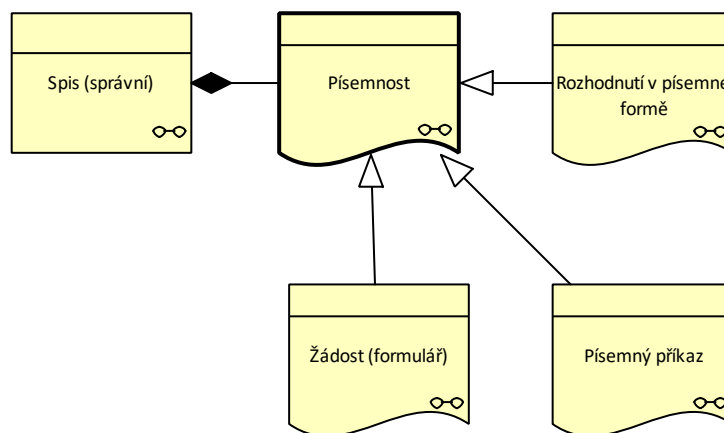 Spis (správní)
Písemnost
Rozhodnutí v písemné
formě
Žádost (formulář)
Písemný příkaz